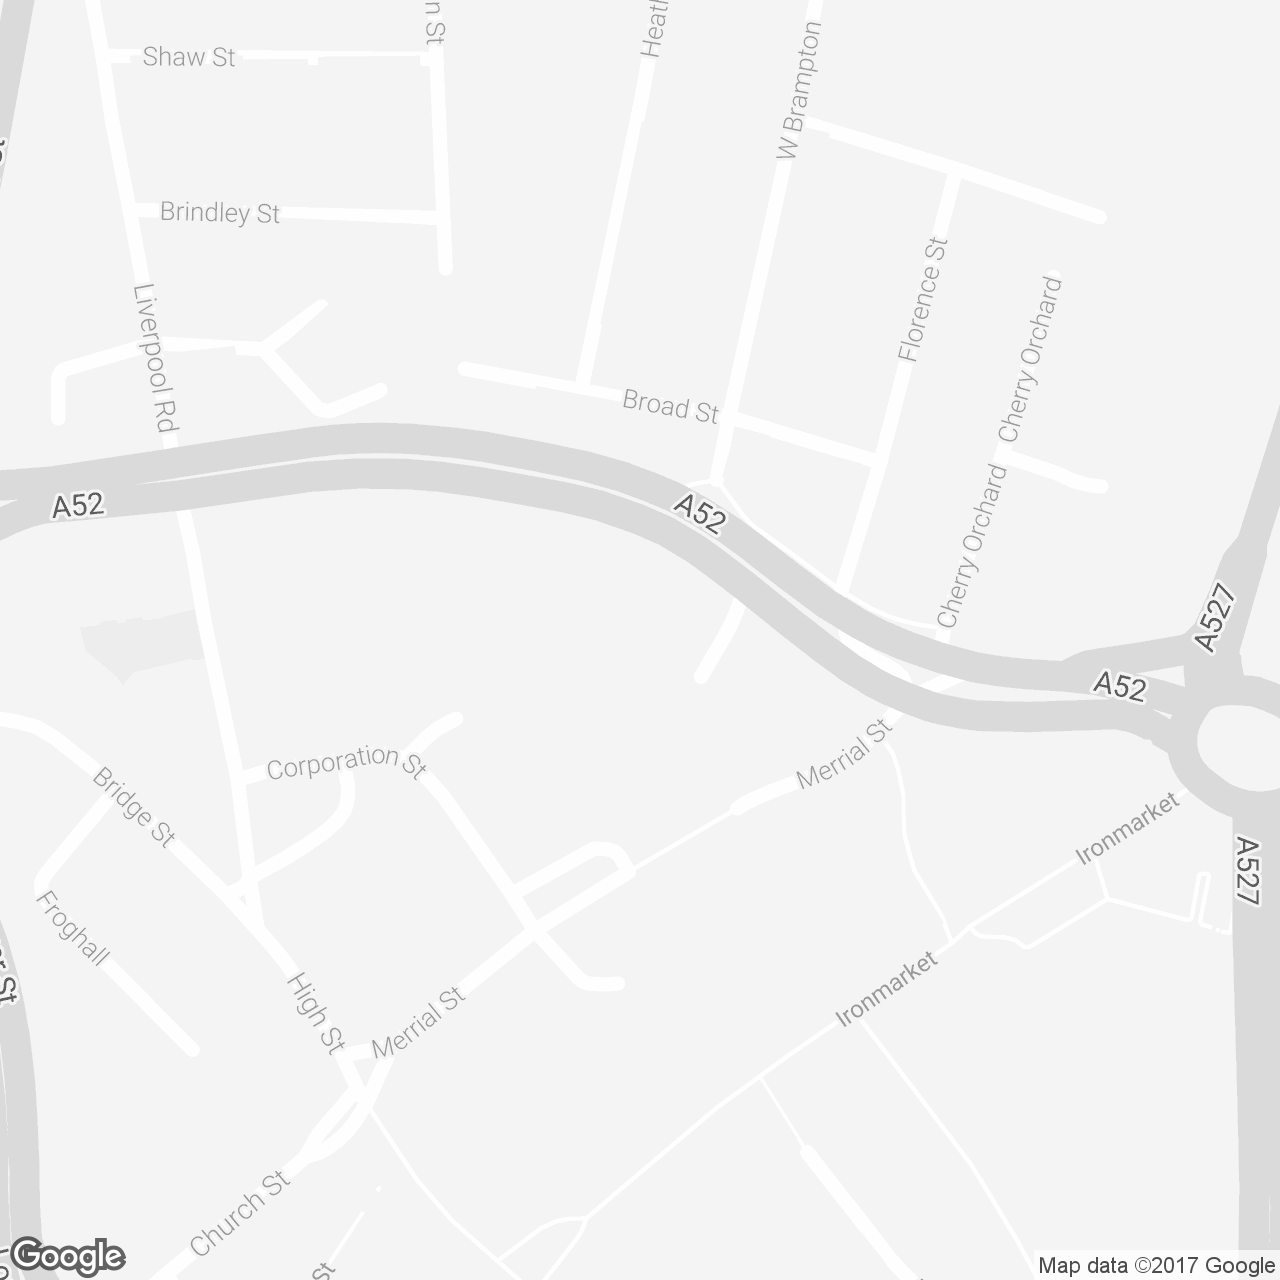 Shaw St
W Brampton
Brindley St
Florence St
Cherry Orchard
Liverpool Rd
Broad St
A52
A52
Cherry Orchard
A527
A52
Corporation St
Merrial St
Bridge St
Ironmarket
A527
Froghall
Ironmarket
High St
Merrial St
Church St
Google
Map data ©2017 Google